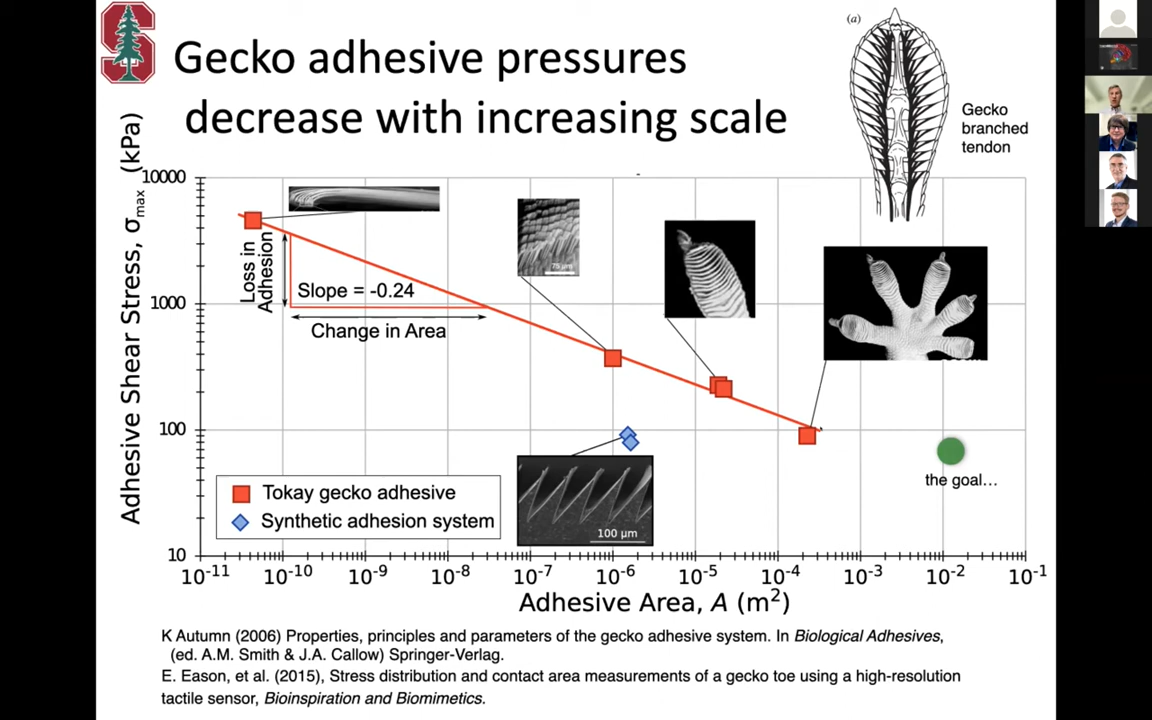 Gecko adhesive pressures
decrease with increasing scale
(a)
Gecko
branched
tendon
Adhesive Shear Stress, σmax (kPa)
10000
1000
100
10
Loss in
Adhesion
Slope = -0.24
Change in Area
75 µm
100 µm
the goal...
Tokay gecko adhesive
Synthetic adhesion system
10-11 10-10 10-9 10-8 10-7 10-6 10-5 10-4 10-3 10-2 10-1
Adhesive Area, A (m2)
K Autumn (2006) Properties, principles and parameters of the gecko adhesive system. In Biological Adhesives,
(ed. A.M. Smith & J.A. Callow) Springer-Verlag.
E. Eason, et al. (2015), Stress distribution and contact area measurements of a gecko toe using a high-resolution
tactile sensor, Bioinspiration and Biomimetics.